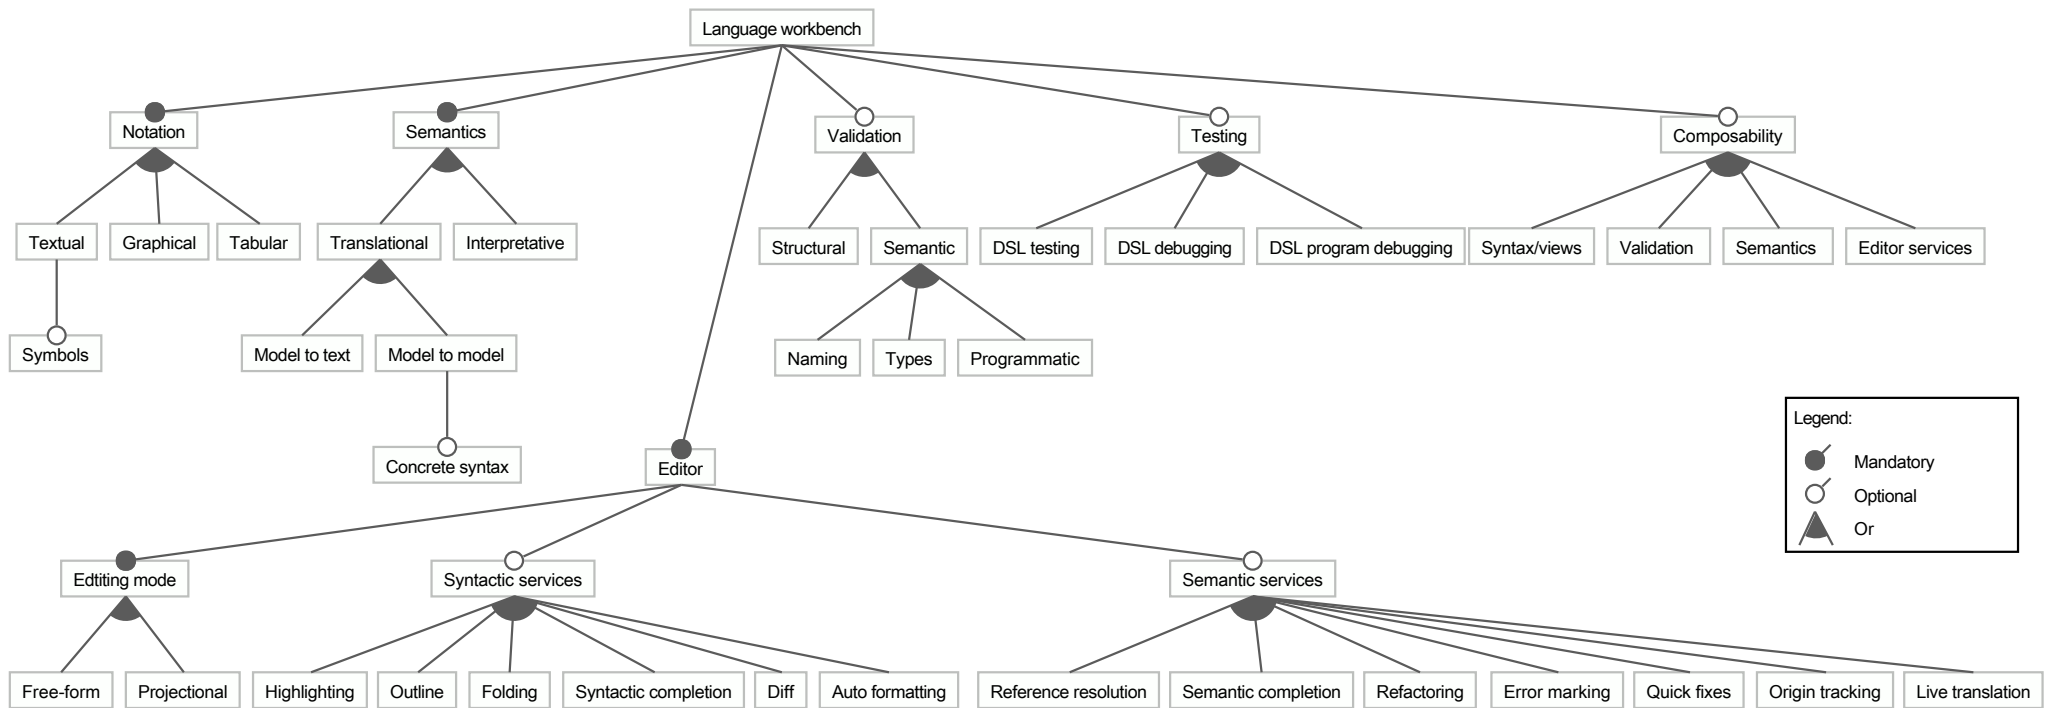 Language workbench
Notation
Semantics
Validation
Testing
Composability
Textual
Graphical
Tabular
Translational
Interpretative
Structural
Semantic
DSL testing
DSL debugging
DSL program debugging
Syntax/views
Validation
Semantics
Editor services
Symbols
Model to text
Model to model
Naming
Types
Programmatic
Concrete syntax
Editor
Legend:
Mandatory
Optional
Or
Edtiting mode
Syntactic services
Semantic services
Free-form
Projectional
Highlighting
Outline
Folding
Syntactic completion
Diff
Auto formatting
Reference resolution
Semantic completion
Refactoring
Error marking
Quick fixes
Origin tracking
Live translation